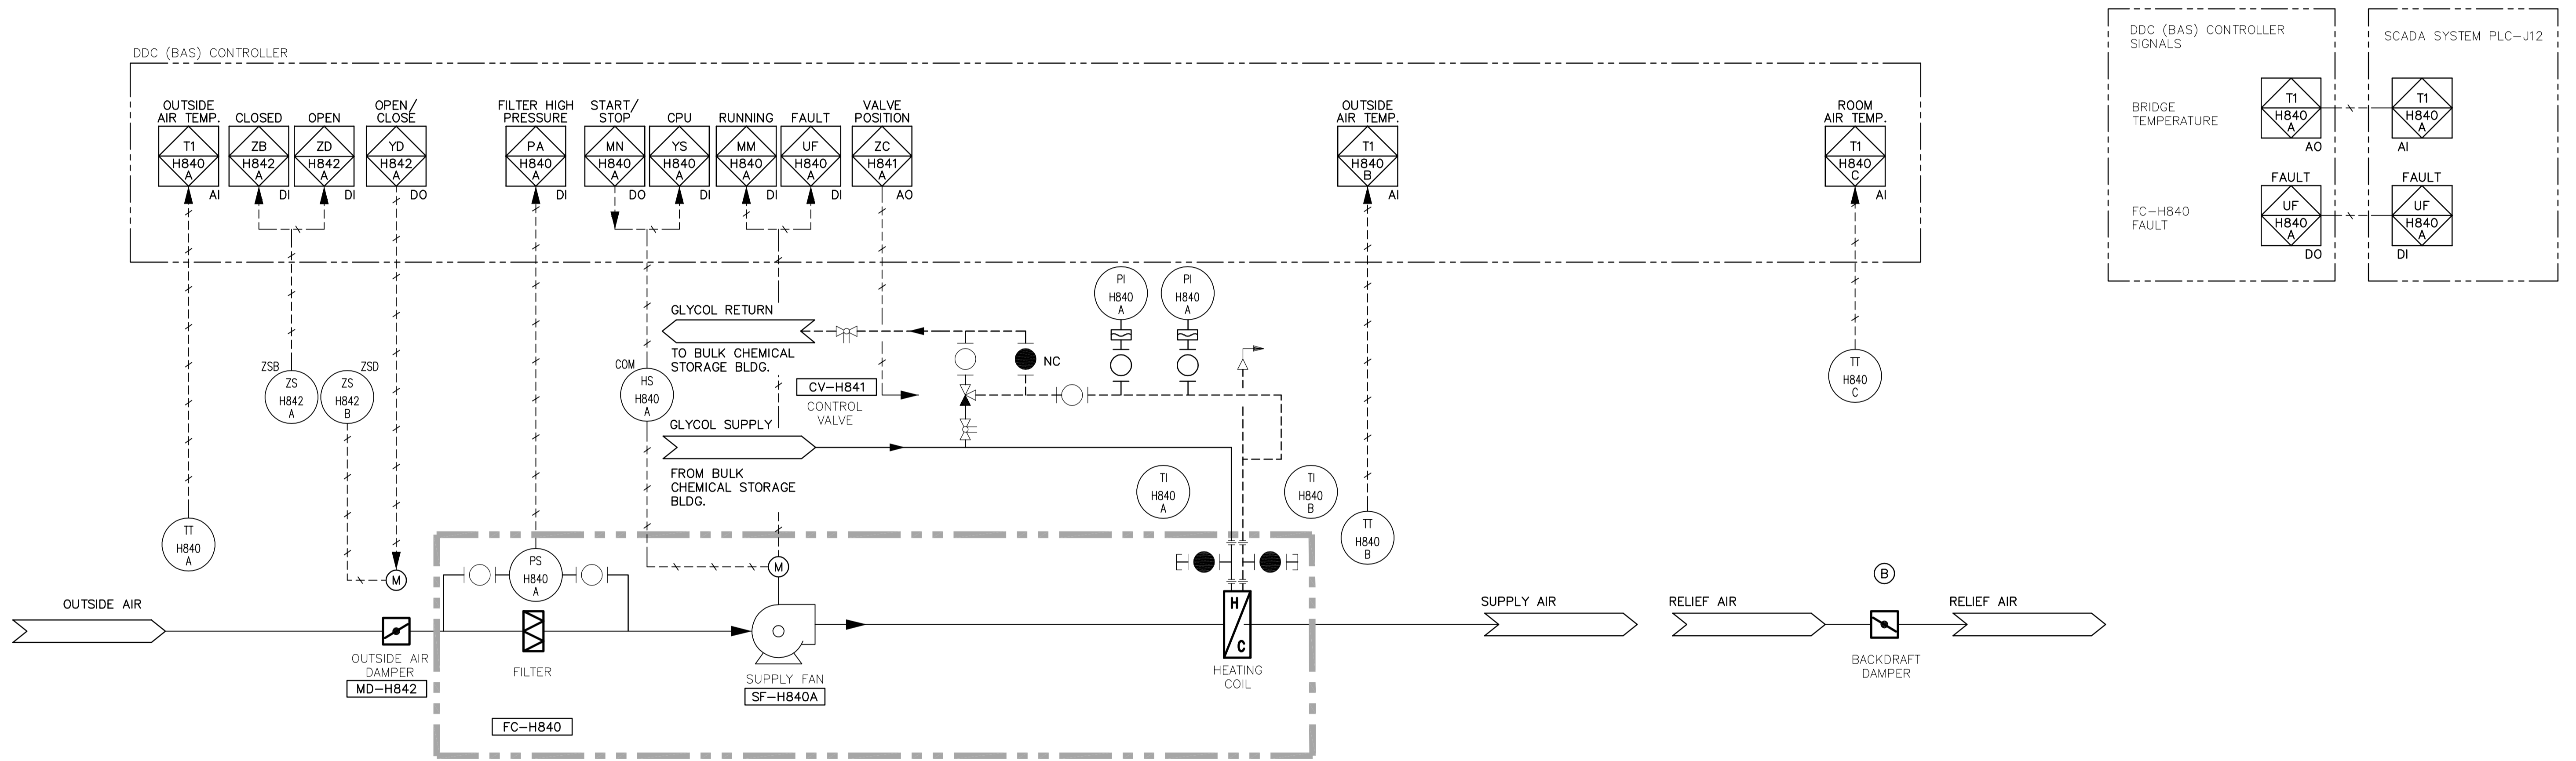 DDC (BAS) CONTROLLER
OUTSIDE
AIR TEMP.
T1
H840
A
AI
CLOSED
ZB
H842
A
DI
OPEN
ZD
H842
A
DI
OPEN/
CLOSE
YD
H842
A
DO
FILTER HIGH
PRESSURE
PA
H840
A
DI
START/
STOP
MN
H840
A
DO
CPU
YS
H840
A
DI
RUNNING
MM
H840
A
DI
FAULT
UF
H840
A
DI
VALVE
POSITION
ZC
H841
A
AO
OUTSIDE
AIR TEMP.
T1
H840
B
AI
ROOM
AIR TEMP.
T1
H840
C
AI
DDC (BAS) CONTROLLER
SIGNALS
BRIDGE
TEMPERATURE
T1
H840
A
AO
FC-H840
FAULT
FAULT
UF
H840
A
DO
SCADA SYSTEM PLC-J12
T1
H840
A
AI
FAULT
UF
H840
A
DI
GLYCOL RETURN
TO BULK CHEMICAL
STORAGE BLDG.
PI
H840
A
PI
H840
A
NC
ZSB
ZS
H842
A
ZSD
ZS
H842
B
COM
HS
H840
A
CV-H841
CONTROL
VALVE
TT
H840
C
GLYCOL SUPPLY
FROM BULK
CHEMICAL STORAGE
BLDG.
TI
H840
A
TI
H840
B
TT
H840
A
TT
H840
B
M
PS
H840
A
M
B
OUTSIDE AIR
OUTSIDE AIR
DAMPER
MD-H842
FILTER
SUPPLY FAN
SF-H840A
H
C
HEATING
COIL
SUPPLY AIR
RELIEF AIR
RELIEF AIR
BACKDRAFT
DAMPER
FC-H840